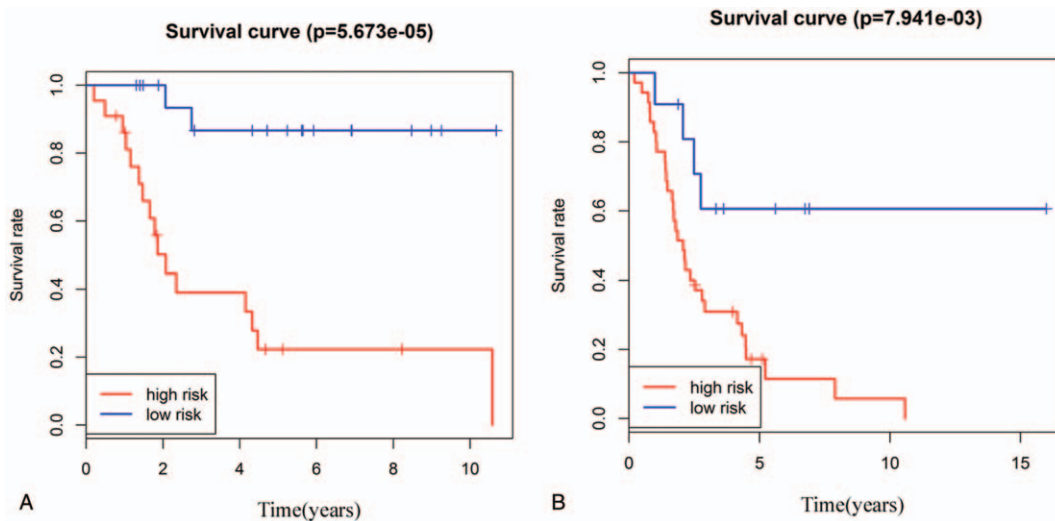 Survival curve (p=5.673e-05)
Survival rate
1.0
0.8
0.6
0.4
0.2
0.0
high risk
low risk
0 2 4 6 8 10
Time(years)
A
Survival curve (p=7.941e-03)
Survival rate
1.0
0.8
0.6
0.4
0.2
0.0
high risk
low risk
0 5 10 15
Time(years)
B